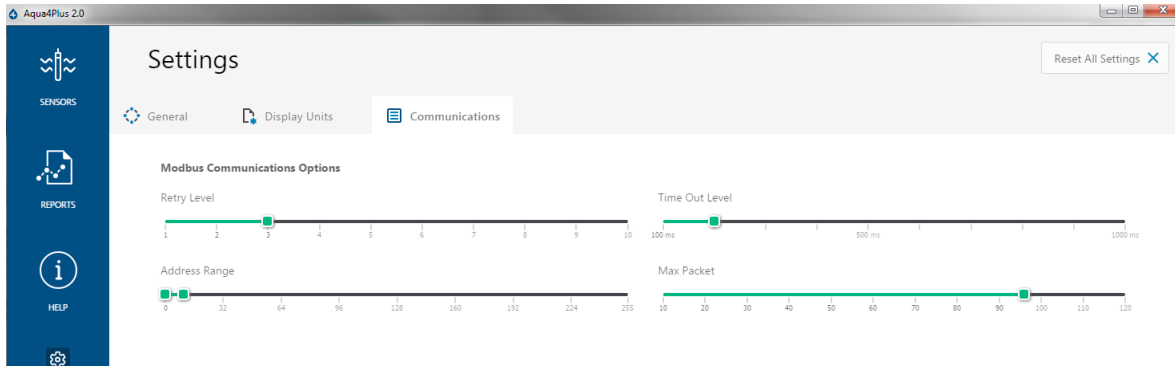 Aqua4Plus 2.0
SENSORS
REPORTS
HELP
Settings
Reset All Settings
General
Display Units
Communications
Modbus Communications Options
Retry Level
1 2 3 4 5 6 7 8 9 10
Time Out Level
100 ms 500 ms 1000 ms
Address Range
0 32 64 96 128 160 192 224 255
Max Packet
10 20 30 40 50 60 70 80 90 100 110 120